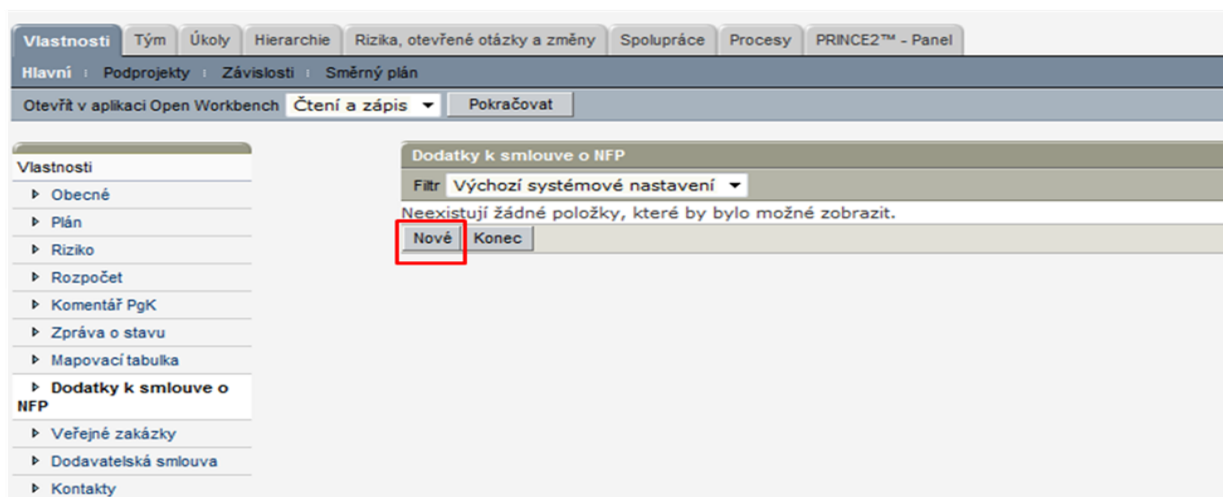 Vlastnosti Tým Úkoly Hierarchie Rizika, otevřené otázky a změny Spolupráce Procesy PRINCE2™ - Panel
Hlavní Podprojekty Závislosti Směrný plán
Otevřít v aplikaci Open Workbench Čtení a zápis Pokračovat
Vlastnosti
Obecné
Plán
Riziko
Rozpočet
Komentář PgK
Zpráva o stavu
Mapovací tabulka
Dodatky k smlouve o
NFP
Veřejné zakázky
Dodavatelská smlouva
Kontakty
Dodatky k smlouve o NFP
Filtr Výchozí systémové nastavení
Neexistují žádné položky, které by bylo možné zobrazit.
Nové Konec